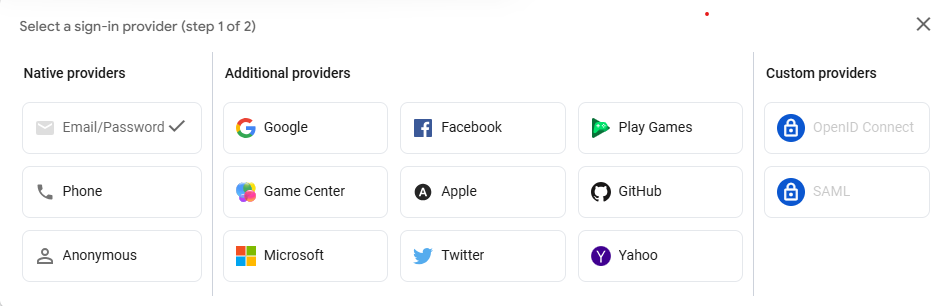 Select a sign-in provider (step 1 of 2)
Native providers
Email/Password
Phone
Anonymous
Additional providers
Google
Facebook
Play Games
Game Center
Apple
GitHub
Microsoft
Twitter
Yahoo
Custom providers
OpenID Connect
SAML